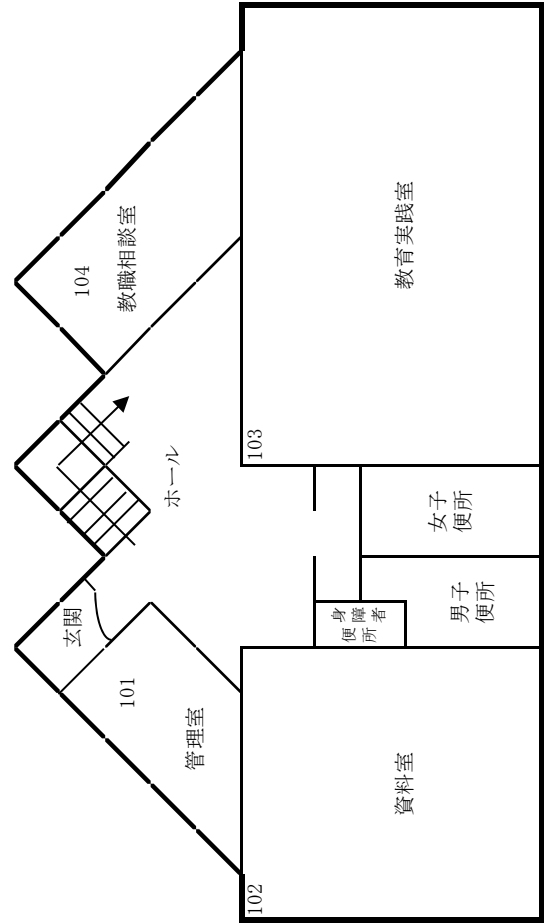 104
教職相談室
教育実践室
103
ホール
女子
便所
男子
便所
身障者
便所
玄関
101
管理室
資料室
102